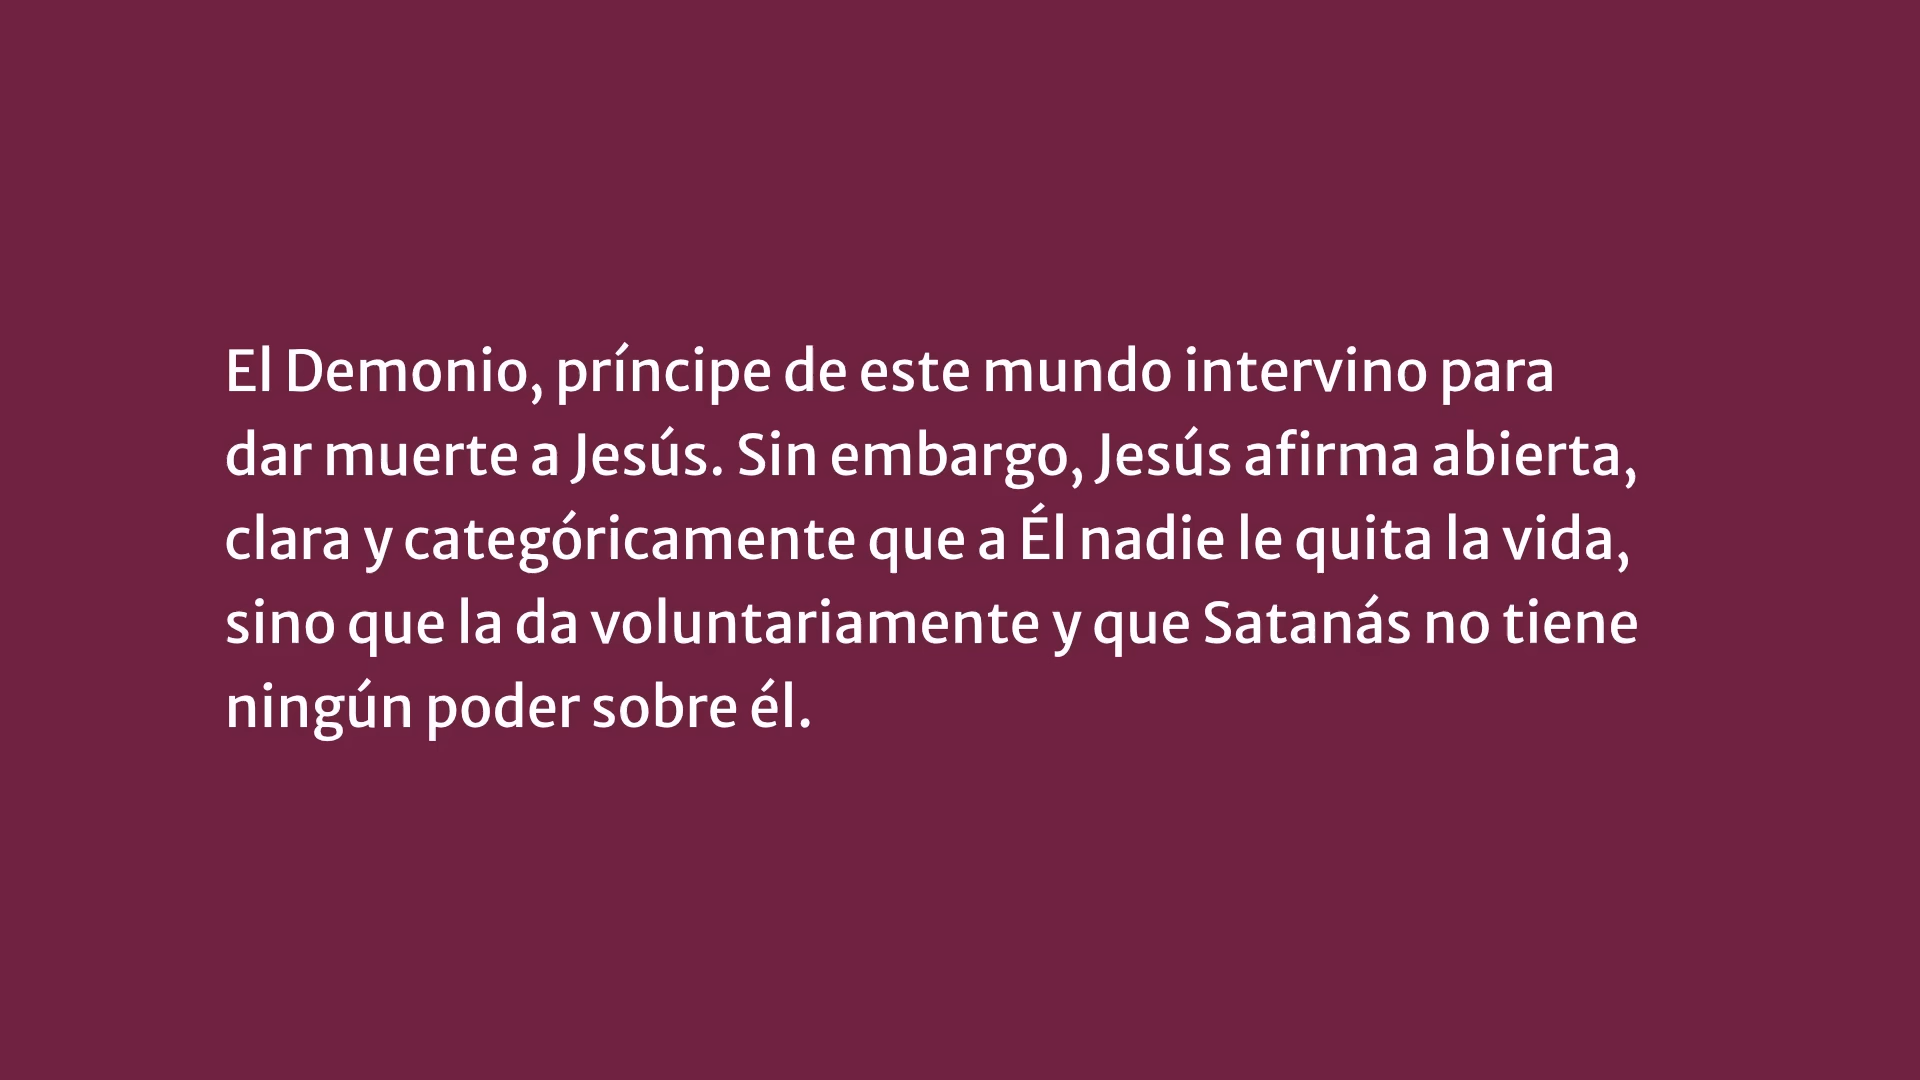 El Demonio, príncipe de este mundo intervino para
dar muerte a Jesús. Sin embargo, Jesús afirma abierta,
clara y categóricamente que a Él nadie le quita la vida,
sino que la da voluntariamente y que Satanás no tiene
ningún poder sobre él.